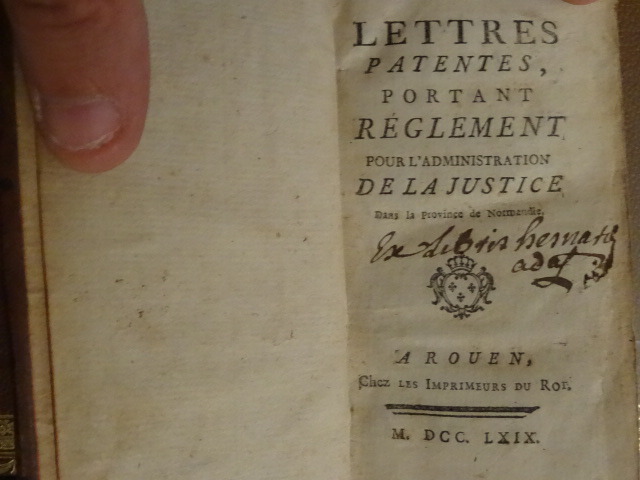 LETTRES
PATENTES,
PORTANT
RÉGLEMENT
POUR L'ADMINISTRATION
DE LA JUSTICE
Dans la Province de Normandie.
Ex libris
A ROUEN,
Chez LES IMPRIMEURS DU ROI.
M. DCC. LXIX.